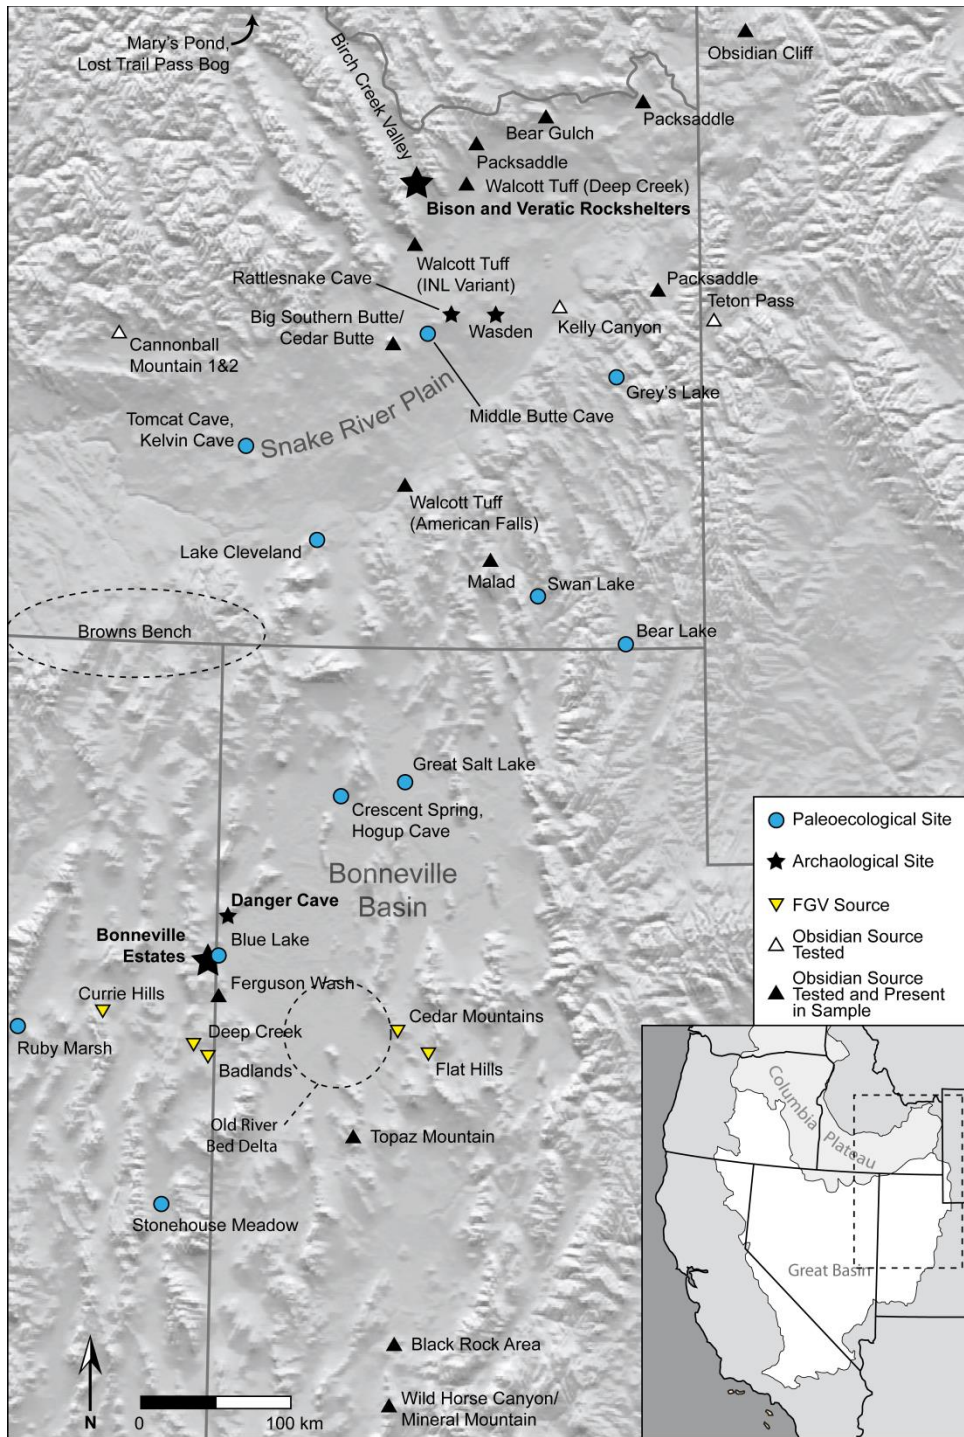 Mary's Pond,
Lost Trail Pass Bog
Birch Creek Valley
Obsidian Cliff
Packsaddle
Bear Gulch
Packsaddle
Walcott Tuff (Deep Creek)
Bison and Veratic Rockshelters
Walcott Tuff
(INL Variant)
Rattlesnake Cave
Packsaddle
Teton Pass
Big Southern Butte/
Cedar Butte
Wasden
Kelly Canyon
Cannonball
Mountain 1&2
Grey's Lake
Snake River Plain
Middle Butte Cave
Tomcat Cave,
Kelvin Cave
Walcott Tuff
(American Falls)
Lake Cleveland
Malad
Swan Lake
Browns Bench
Bear Lake
Great Salt Lake
Crescent Spring,
Hogup Cave
Bonneville
Basin
Danger Cave
Bonneville
Estates
Blue Lake
Ferguson Wash
Currie Hills
Cedar Mountains
Deep Creek
Ruby Marsh
Badlands
Flat Hills
Old River
Bed Delta
Topaz Mountain
Stonehouse Meadow
Black Rock Area
Wild Horse Canyon/
Mineral Mountain
N
0
100 km
Paleoecological Site
Archaological Site
FGV Source
Obsidian Source
Tested
Obsidian Source
Tested and Present
in Sample
Columbia Plateau
Great Basin